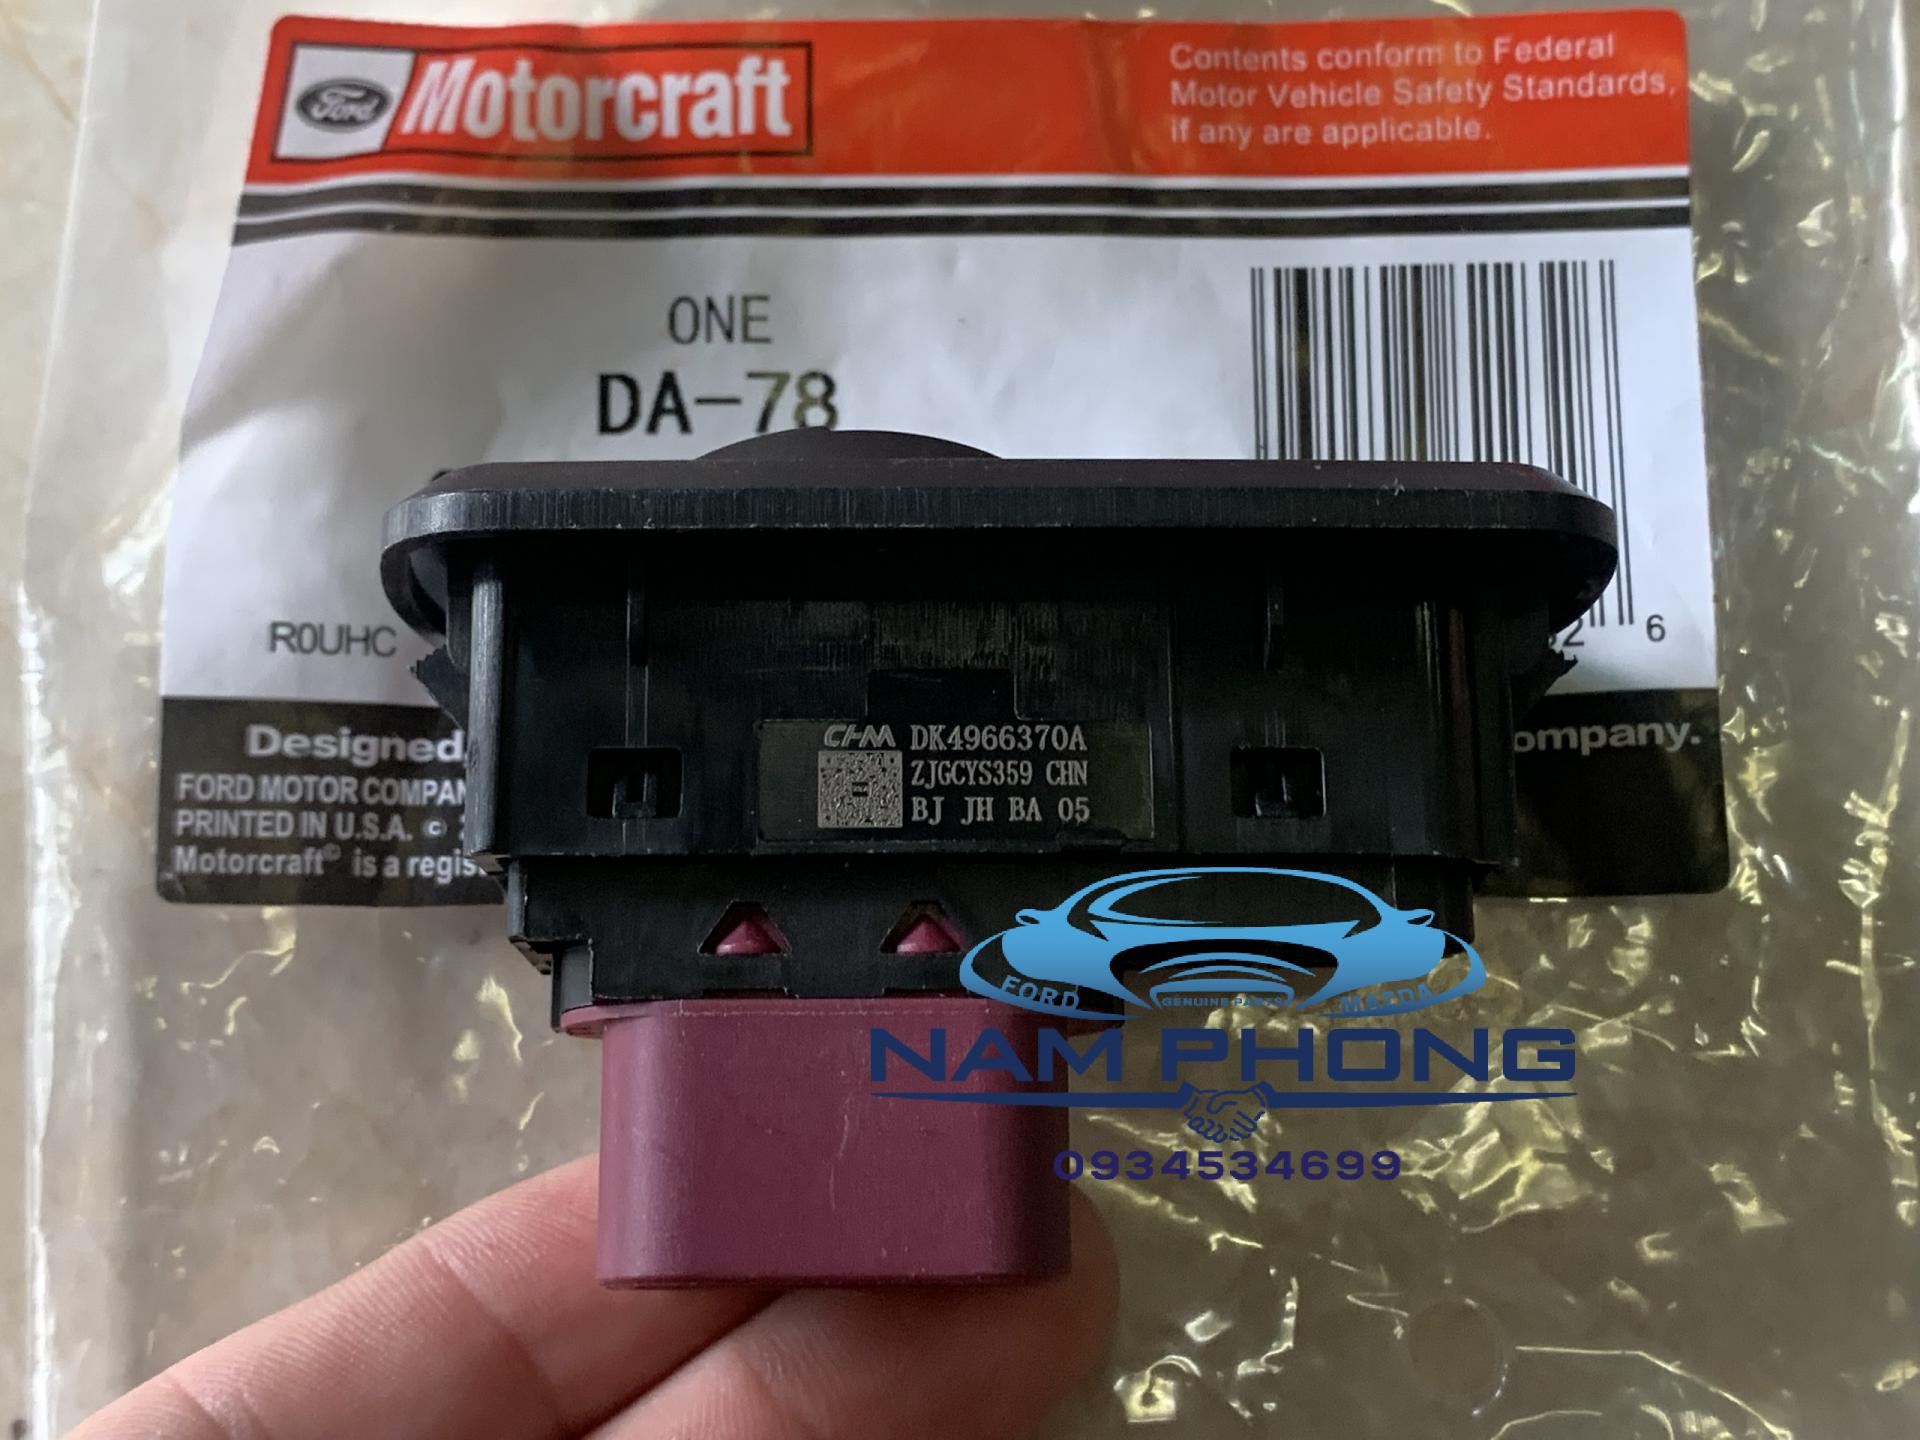 Ford Motorcraft
Contents conform to Federal
Motor Vehicle Safety Standards,
if any are applicable.
ONE
DA-78
R0UHC
6
Designed
FORD MOTOR COMPAN
ompany.
PRINTED IN U.S.A. ©
Motorcraft® is a regis
CHM DK4966370A
ZJGCYS359 CHN
BJ JH BA 05
FORD GENUINE PARTS MAZDA
NAM PHONG
0934534699